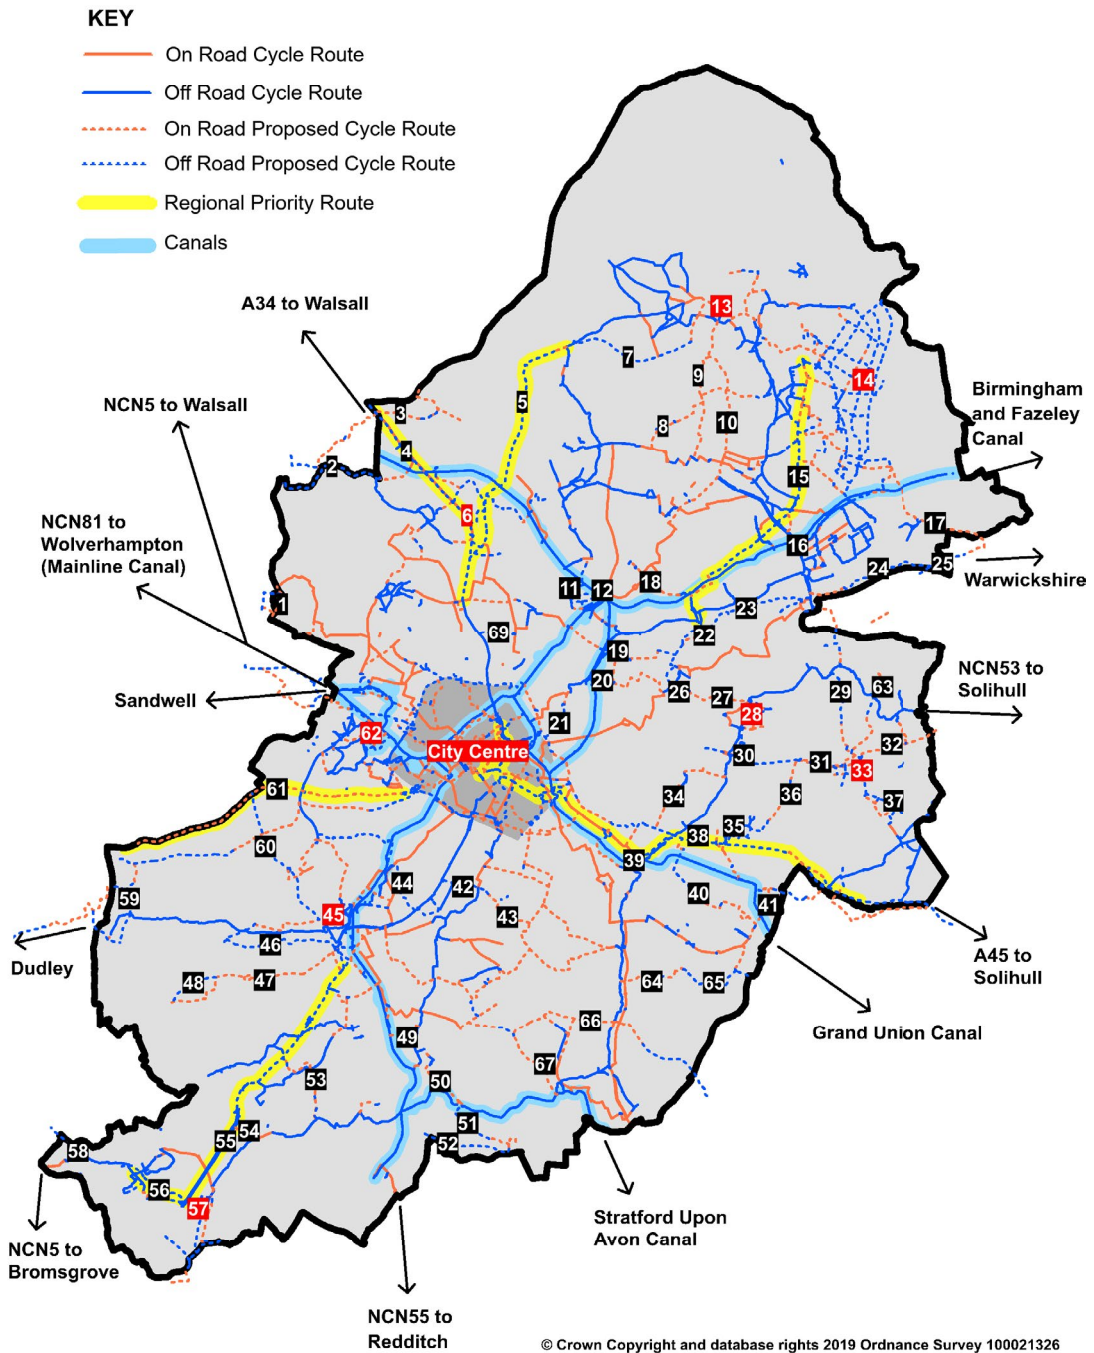 KEY
On Road Cycle Route
Off Road Cycle Route
On Road Proposed Cycle Route
Off Road Proposed Cycle Route
Regional Priority Route
Canals
A34 to Walsall
13
7
9
14
NCN5 to Walsall
3
5
Birmingham
and Fazeley
Canal
8
10
4
2
15
NCN81 to
Wolverhampton
(Mainline Canal)
6
17
16
24
25
Warwickshire
1
11
12
18
23
69
22
19
NCN53 to
Solihull
20
26
27
29
63
Sandwell
28
21
62
City Centre
30
32
31
33
61
34
36
37
38
35
60
39
44
42
40
41
59
45
43
46
A45 to
Solihull
Dudley
48
47
64
65
66
Grand Union Canal
49
67
53
50
51
54
52
55
58
56
57
Stratford Upon
Avon Canal
NCN5 to
Bromsgrove
NCN55 to
Redditch
© Crown Copyright and database rights 2019 Ordnance Survey 100021326